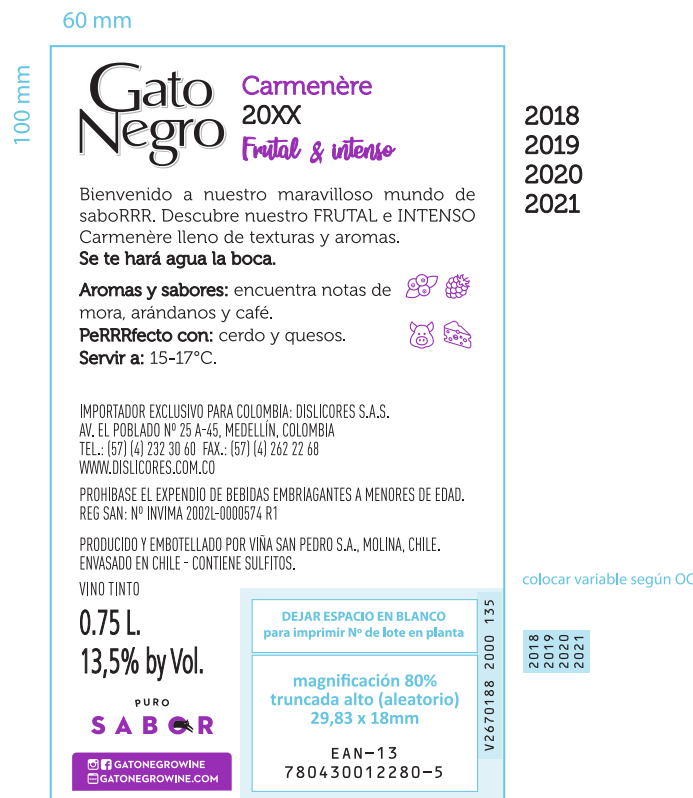 60 mm
100 mm
Gato
Negro
Carmenère
20XX
Frutal & intenso
2018
2019
2020
2021
Bienvenido a nuestro maravilloso mundo de
saboRRR. Descubre nuestro FRUTAL e INTENSO
Carmenère lleno de texturas y aromas.
Se te hará agua la boca.
Aromas y sabores: encuentra notas de
mora, arándanos y café.
PeRRRfecto con: cerdo y quesos.
Servir a: 15-17°C.
IMPORTADOR EXCLUSIVO PARA COLOMBIA: DISLICORES S.A.S.
AV. EL POBLADO Nº 25 A-45, MEDELLÍN, COLOMBIA
TEL.: (57) (4) 232 30 60 FAX.: (57) (4) 262 22 68
WWW.DISLICORES.COM.CO
PROHIBASE EL EXPENDIO DE BEBIDAS EMBRIAGANTES A MENORES DE EDAD.
REG SAN: Nº INVIMA 2002L-0000574 R1
PRODUCIDO Y EMBOTELLADO POR VIÑA SAN PEDRO S.A., MOLINA, CHILE.
ENVASADO EN CHILE - CONTIENE SULFITOS.
VINO TINTO
0.75 L.
13,5% by Vol.
PURO
SABOR
GATONEGROWINE
GATONEGROWINE.COM
DEJAR ESPACIO EN BLANCO
para imprimir Nº de lote en planta
magnificación 80%
truncada alto (aleatorio)
29,83 x 18mm
EAN-13
780430012280-5
V2670188 2000 135
colocar variable según OC
2018
2019
2020
2021